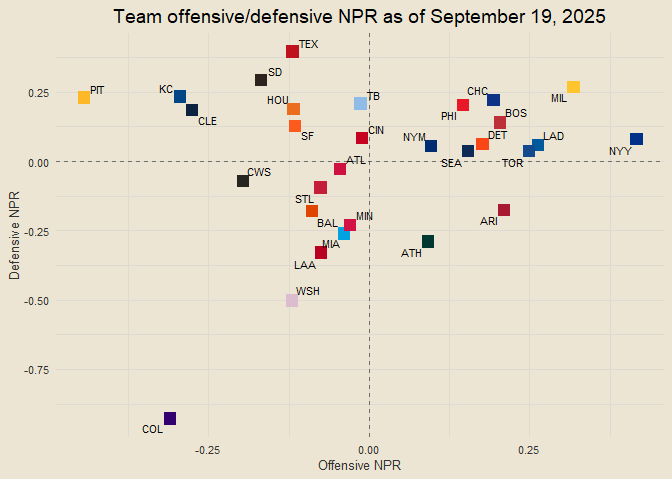 Team offensive/defensive NPR as of September 19, 2025
TEX
SD
PIT
KC
HOU
TB
CHC
MIL
CLE
SF
CIN
PHI
BOS
NYM
DET
LAD
NYY
SEA
TOR
ATL
CWS
STL
BAL
MIN
ARI
MIA
ATH
LAA
WSH
COL
0.25
0.00
-0.25
-0.50
-0.75
Defensive NPR
-0.25
0.00
0.25
Offensive NPR